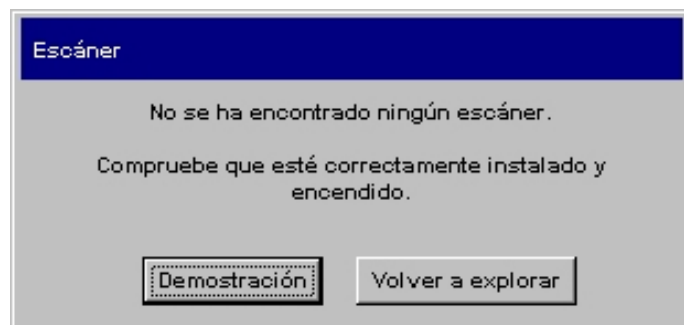 Escáner
No se ha encontrado ningún escáner.
Compruebe que esté correctamente instalado y
encendido.
Demostración
Volver a explorar